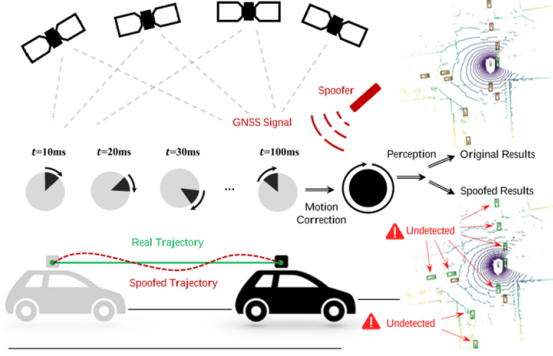 Spoofer
GNSS Signal
t=10ms
t=20ms
t=30ms
t=100ms
...
Perception
Original Results
Motion
Correction
Spoofed Results
Real Trajectory
Spoofed Trajectory
Undetected
Undetected